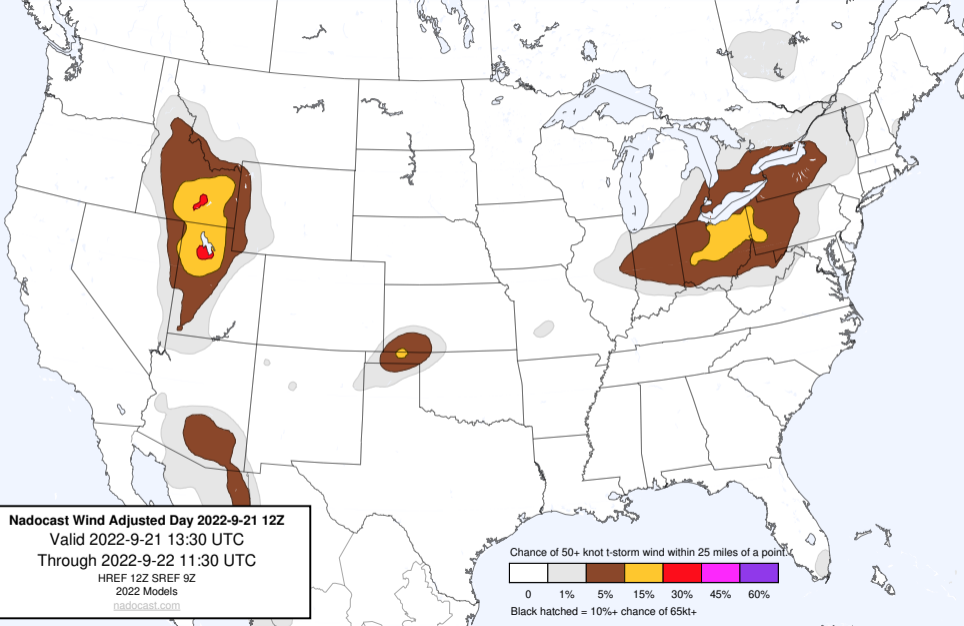 Nadocast Wind Adjusted Day 2022-9-21 12Z
Valid 2022-9-21 13:30 UTC
Through 2022-9-22 11:30 UTC
HREF 12Z SREF 9Z
2022 Models
nadocast.com
Chance of 50+ knot t-storm wind within 25 miles of a point.
0 1% 5% 15% 30% 45% 60%
Black hatched = 10%+ chance of 65kt+